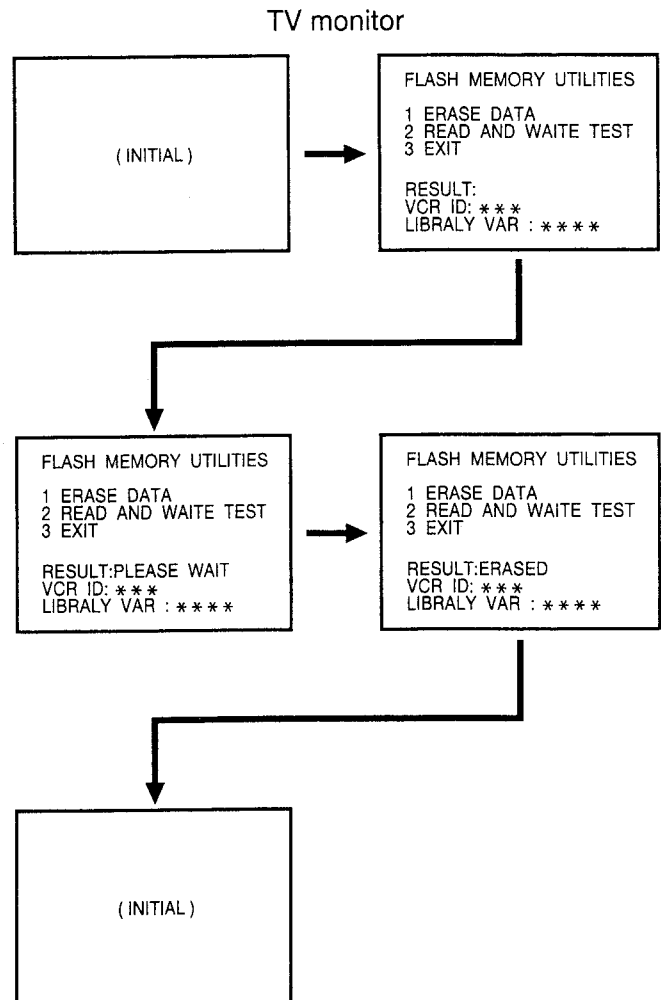 TV monitor
( INITIAL )
FLASH MEMORY UTILITIES
1 ERASE DATA
2 READ AND WAITE TEST
3 EXIT
RESULT:
VCR ID: ***
LIBRALY VAR : ****
FLASH MEMORY UTILITIES
1 ERASE DATA
2 READ AND WAITE TEST
3 EXIT
RESULT:PLEASE WAIT
VCR ID: ***
LIBRALY VAR : ****
FLASH MEMORY UTILITIES
1 ERASE DATA
2 READ AND WAITE TEST
3 EXIT
RESULT:ERASED
VCR ID: ***
LIBRALY VAR : ****
( INITIAL )